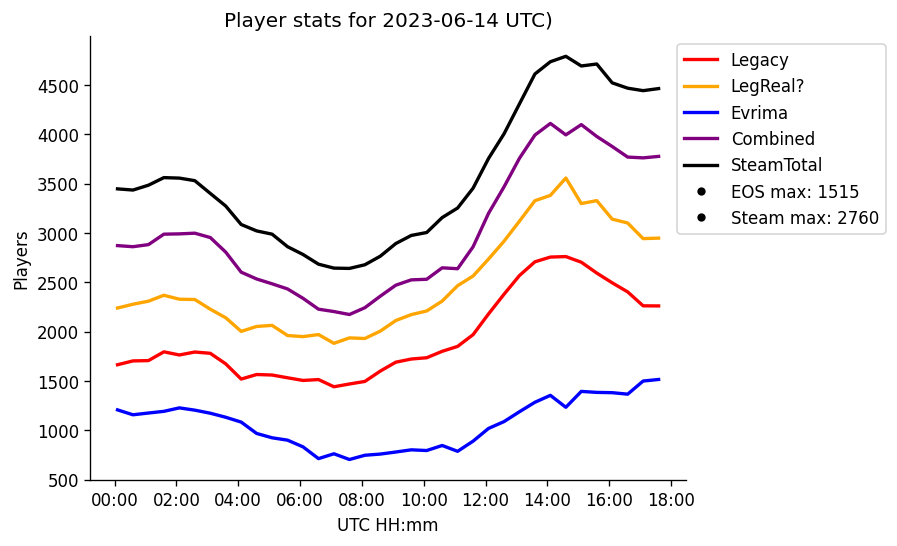 Player stats for 2023-06-14 UTC)
Legacy
LegReal?
Evrima
Combined
SteamTotal
EOS max: 1515
Steam max: 2760
Players
4500
4000
3500
3000
2500
2000
1500
1000
500
00:00 02:00 04:00 06:00 08:00 10:00 12:00 14:00 16:00 18:00
UTC HH:mm